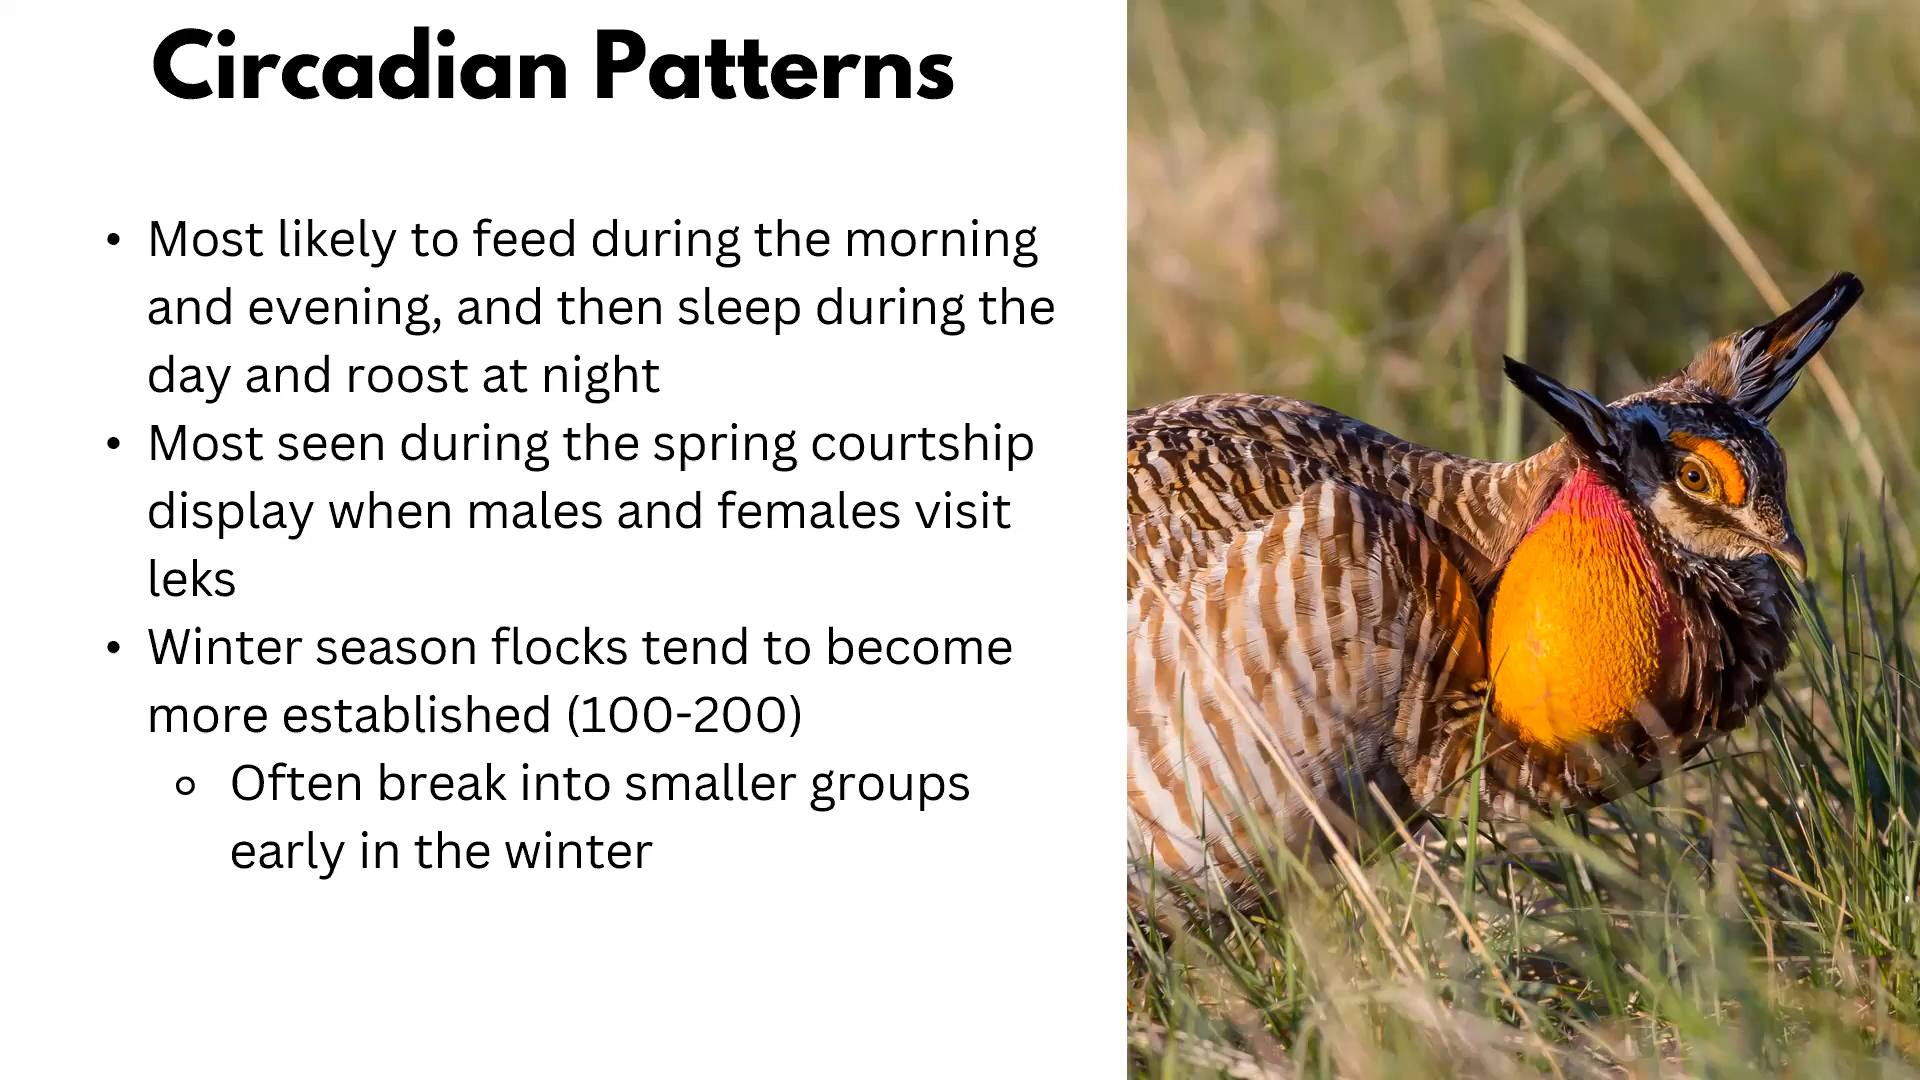 Circadian Patterns
• Most likely to feed during the morning
and evening, and then sleep during the
day and roost at night
• Most seen during the spring courtship
display when males and females visit
leks
• Winter season flocks tend to become
more established (100-200)
◦ Often break into smaller groups
early in the winter